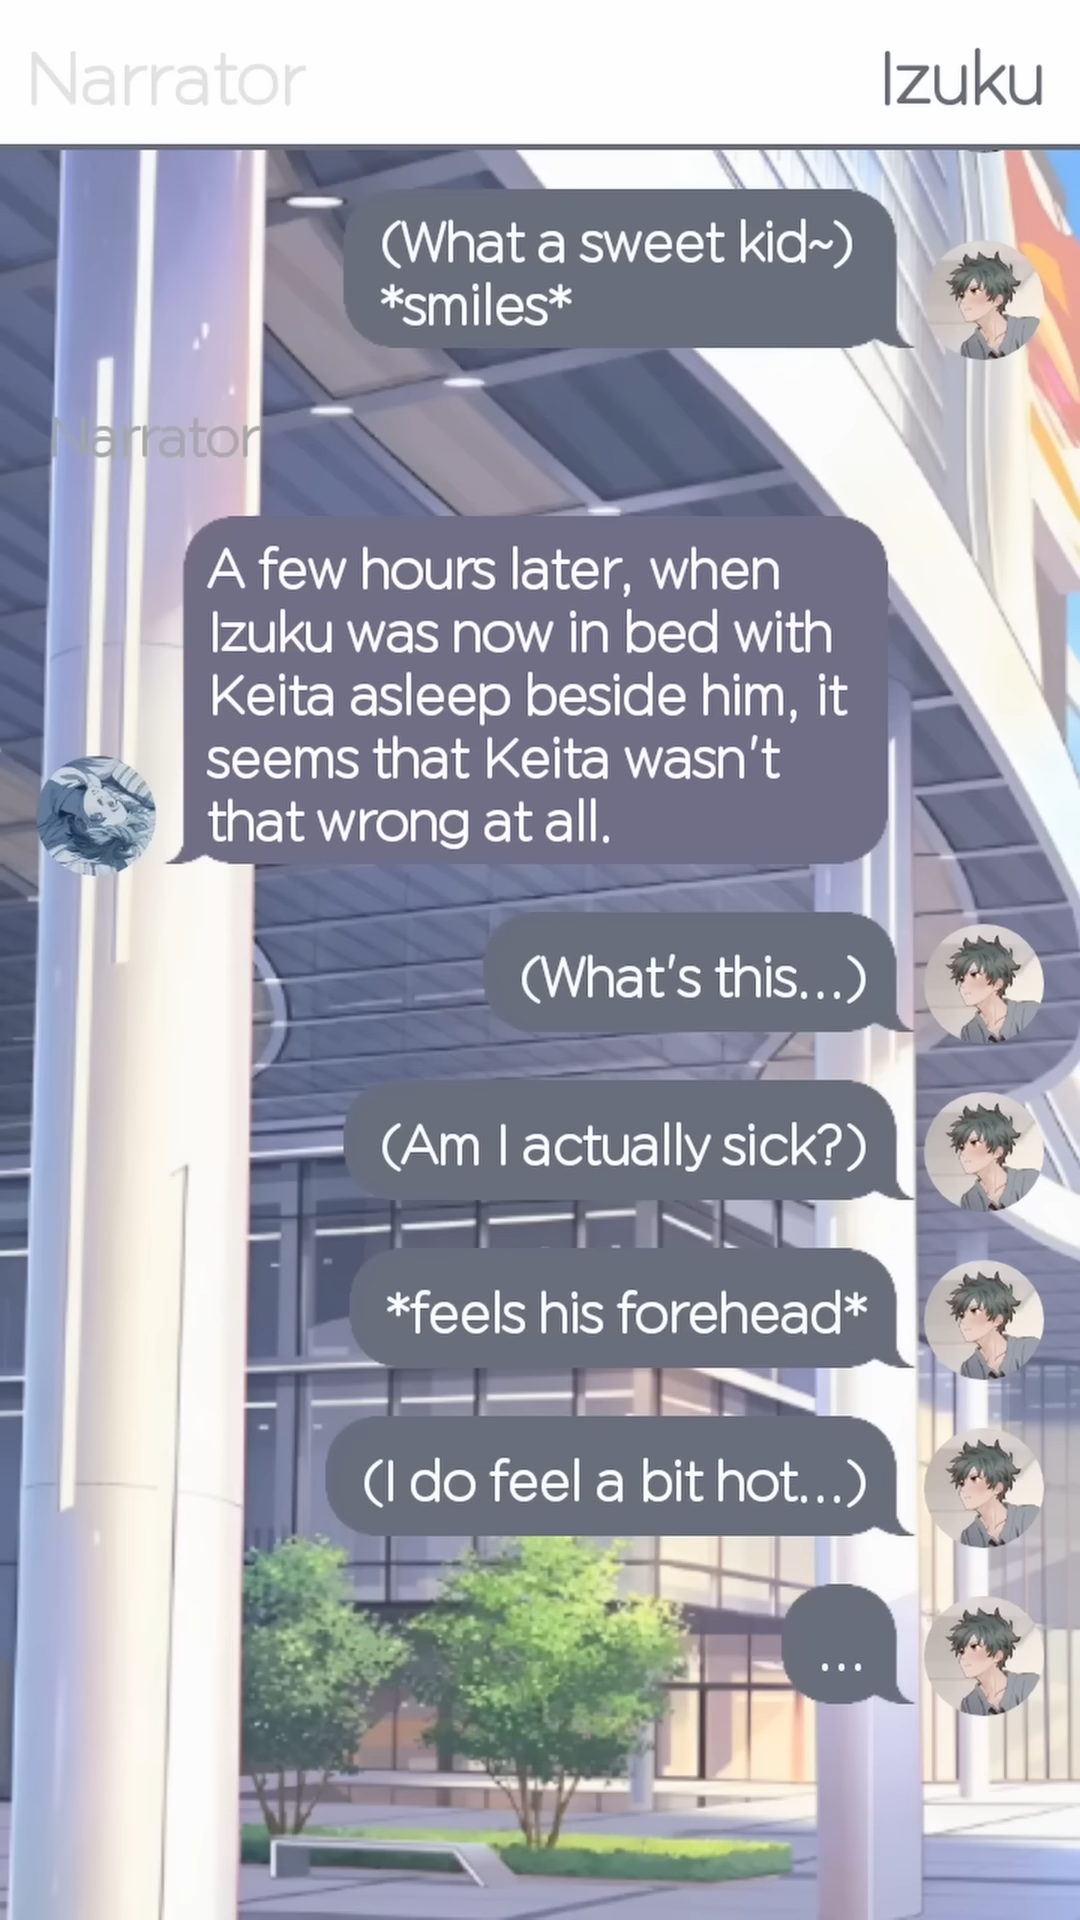 Narrator
Izuku
(What a sweet kid~)
*smiles*
Narrator
A few hours later, when
Izuku was now in bed with
Keita asleep beside him, it
seems that Keita wasn't
that wrong at all.
(What's this...)
(Am I actually sick?)
*feels his forehead*
(I do feel a bit hot...)
...